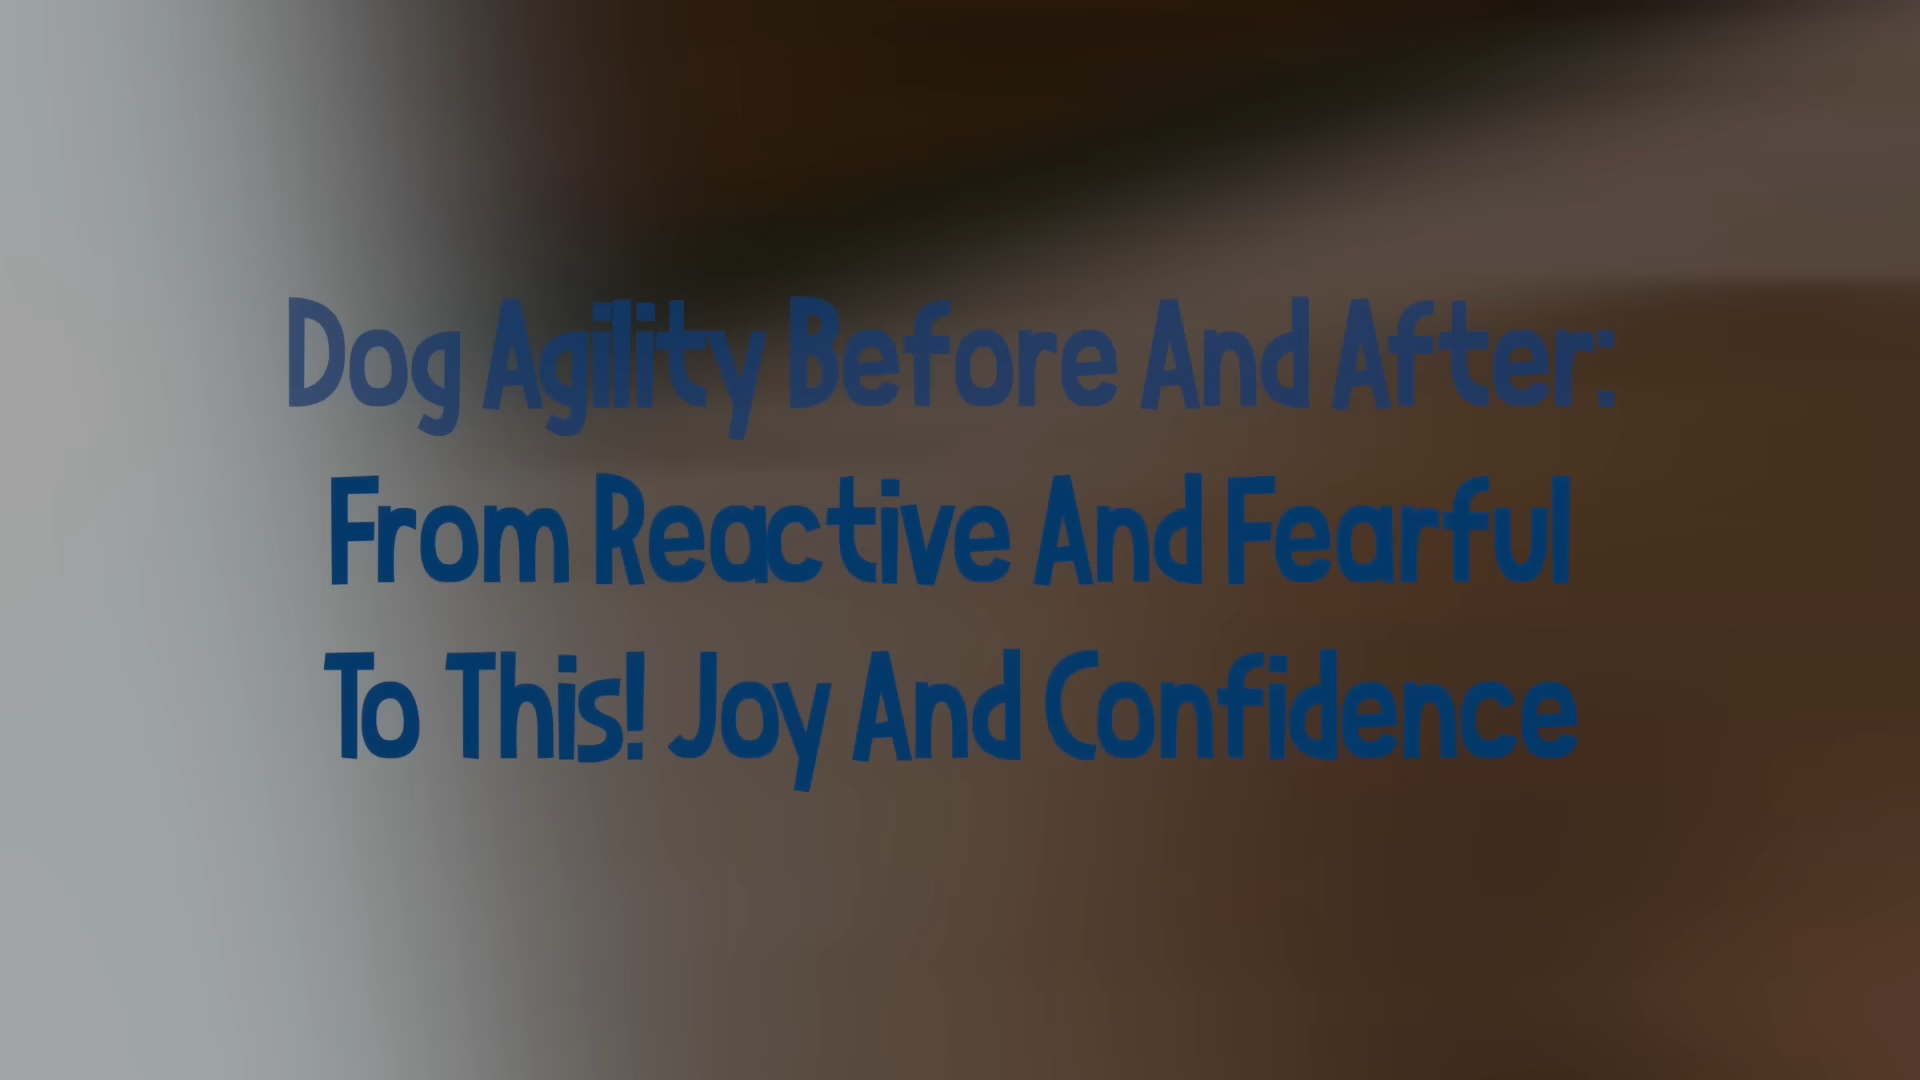 Dog Agility Before And After:
From Reactive And Fearful
To This! Joy And Confidence